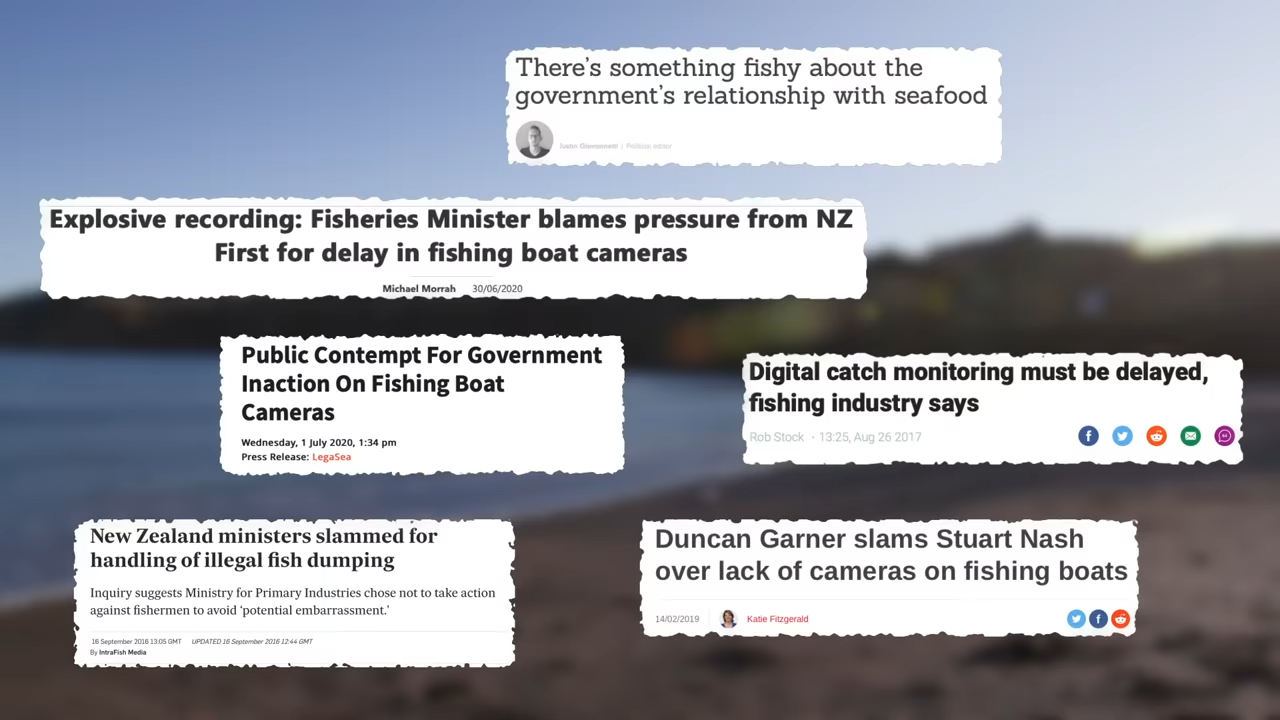 There's something fishy about the
government's relationship with seafood
Justin Giovannetti | Political editor
Explosive recording: Fisheries Minister blames pressure from NZ
First for delay in fishing boat cameras
Michael Morrah 30/06/2020
Public Contempt For Government
Inaction On Fishing Boat
Cameras
Wednesday, 1 July 2020, 1:34 pm
Press Release: LegaSea
Digital catch monitoring must be delayed,
fishing industry says
Rob Stock · 13:25, Aug 26 2017
New Zealand ministers slammed for
handling of illegal fish dumping
Inquiry suggests Ministry for Primary Industries chose not to take action
against fishermen to avoid 'potential embarrassment.'
16 September 2016 13:05 GMT UPDATED 16 September 2016 12:44 GMT
By IntraFish Media
Duncan Garner slams Stuart Nash
over lack of cameras on fishing boats
14/02/2019 Katie Fitzgerald